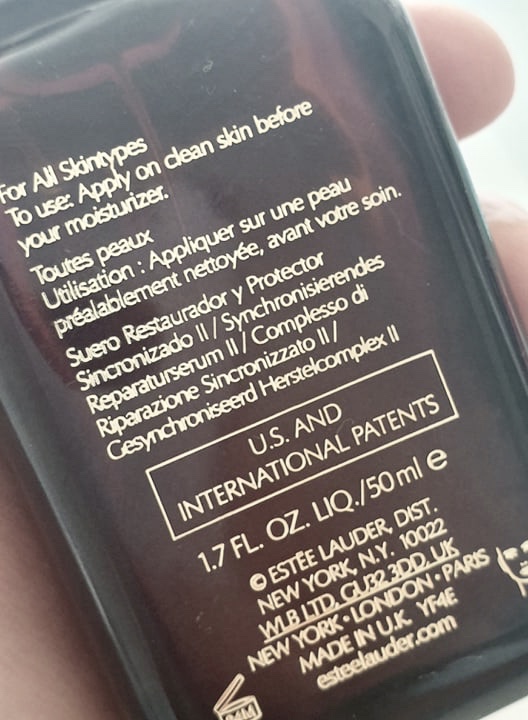 For All Skintypes
To use: Apply on clean skin before
your moisturizer.
Toutes peaux
Utilisation : Appliquer sur une peau
préalablement nettoyée, avant votre soin.
Suero Restaurador y Protector
Sincronizado II / Synchronisierendes
Reparaturserum II / Complesso di
Riparazione Sincronizzato II /
Gesynchroniseerd Herstelcomplex II
U.S. AND
INTERNATIONAL PATENTS
1.7 FL. OZ. LIQ./50 ml e
© ESTĒE LAUDER, DIST.
NEW YORK, N.Y. 10022
WLB LTD. GU32 3DD. UK
NEW YORK • LONDON • PARIS
MADE IN U.K. YF4E
esteelauder.com